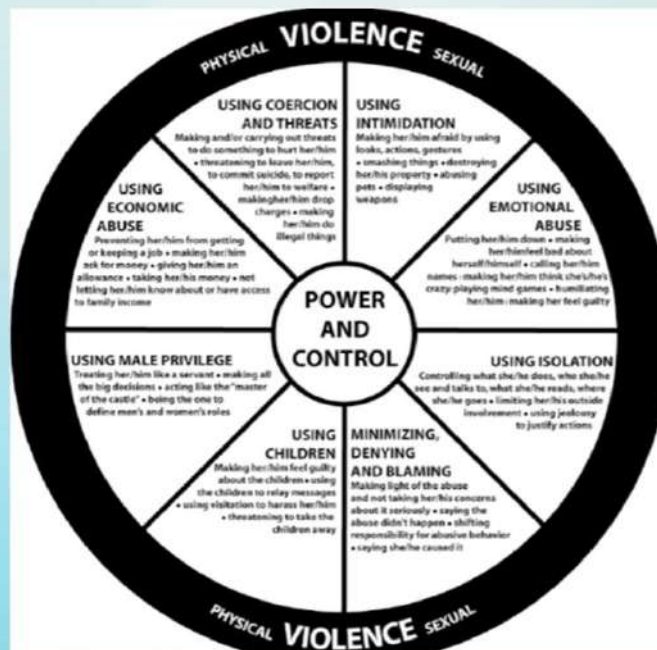 PHYSICAL VIOLENCE SEXUAL
USING COERCION
AND THREATS
Making and/or carrying out threats
to do something to hurt her/him
• threatening to leave her/him,
to commit suicide, to report
her/him to welfare •
makingher/him drop
charges • making
her/him do
illegal things
USING
INTIMIDATION
Making her/him afraid by using
looks, actions, gestures
• smashing things • destroying
her/his property • abusing
pets • displaying
weapons
USING
EMOTIONAL
ABUSE
Putting her/him down • making
her/himfeel bad about
herself/himself • calling her/him
names • making her/him think she's/he's
crazy • playing mind games • humiliating
her/him • making her feel guilty
USING ISOLATION
Controlling what she/he does, who she/he
see and talks to, what she/he reads, where
she/he goes • limiting her/his outside
involvement • using jealousy
to justify actions
MINIMIZING,
DENYING
AND BLAMING
Making light of the abuse
and not taking her/his concerns
about it seriously • saying the
abuse didn't happen • shifting
responsibility for abusive behavior
• saying she/he caused it
USING
CHILDREN
Making her/him feel guilty
about the children • using
the children to relay messages
• using visitation to harass her/him
• threatening to take the
children away
USING MALE PRIVILEGE
Treating her/him like a servant • making all
the big decisions • acting like the "master
of the castle" • being the one to
define men's and women's roles
USING
ECONOMIC
ABUSE
Preventing her/him from getting
or keeping a job • making her/him
ask for money • giving her/him an
allowance • taking her/his money • not
letting her/him know about or have access
to family income
POWER
AND
CONTROL
PHYSICAL VIOLENCE SEXUAL